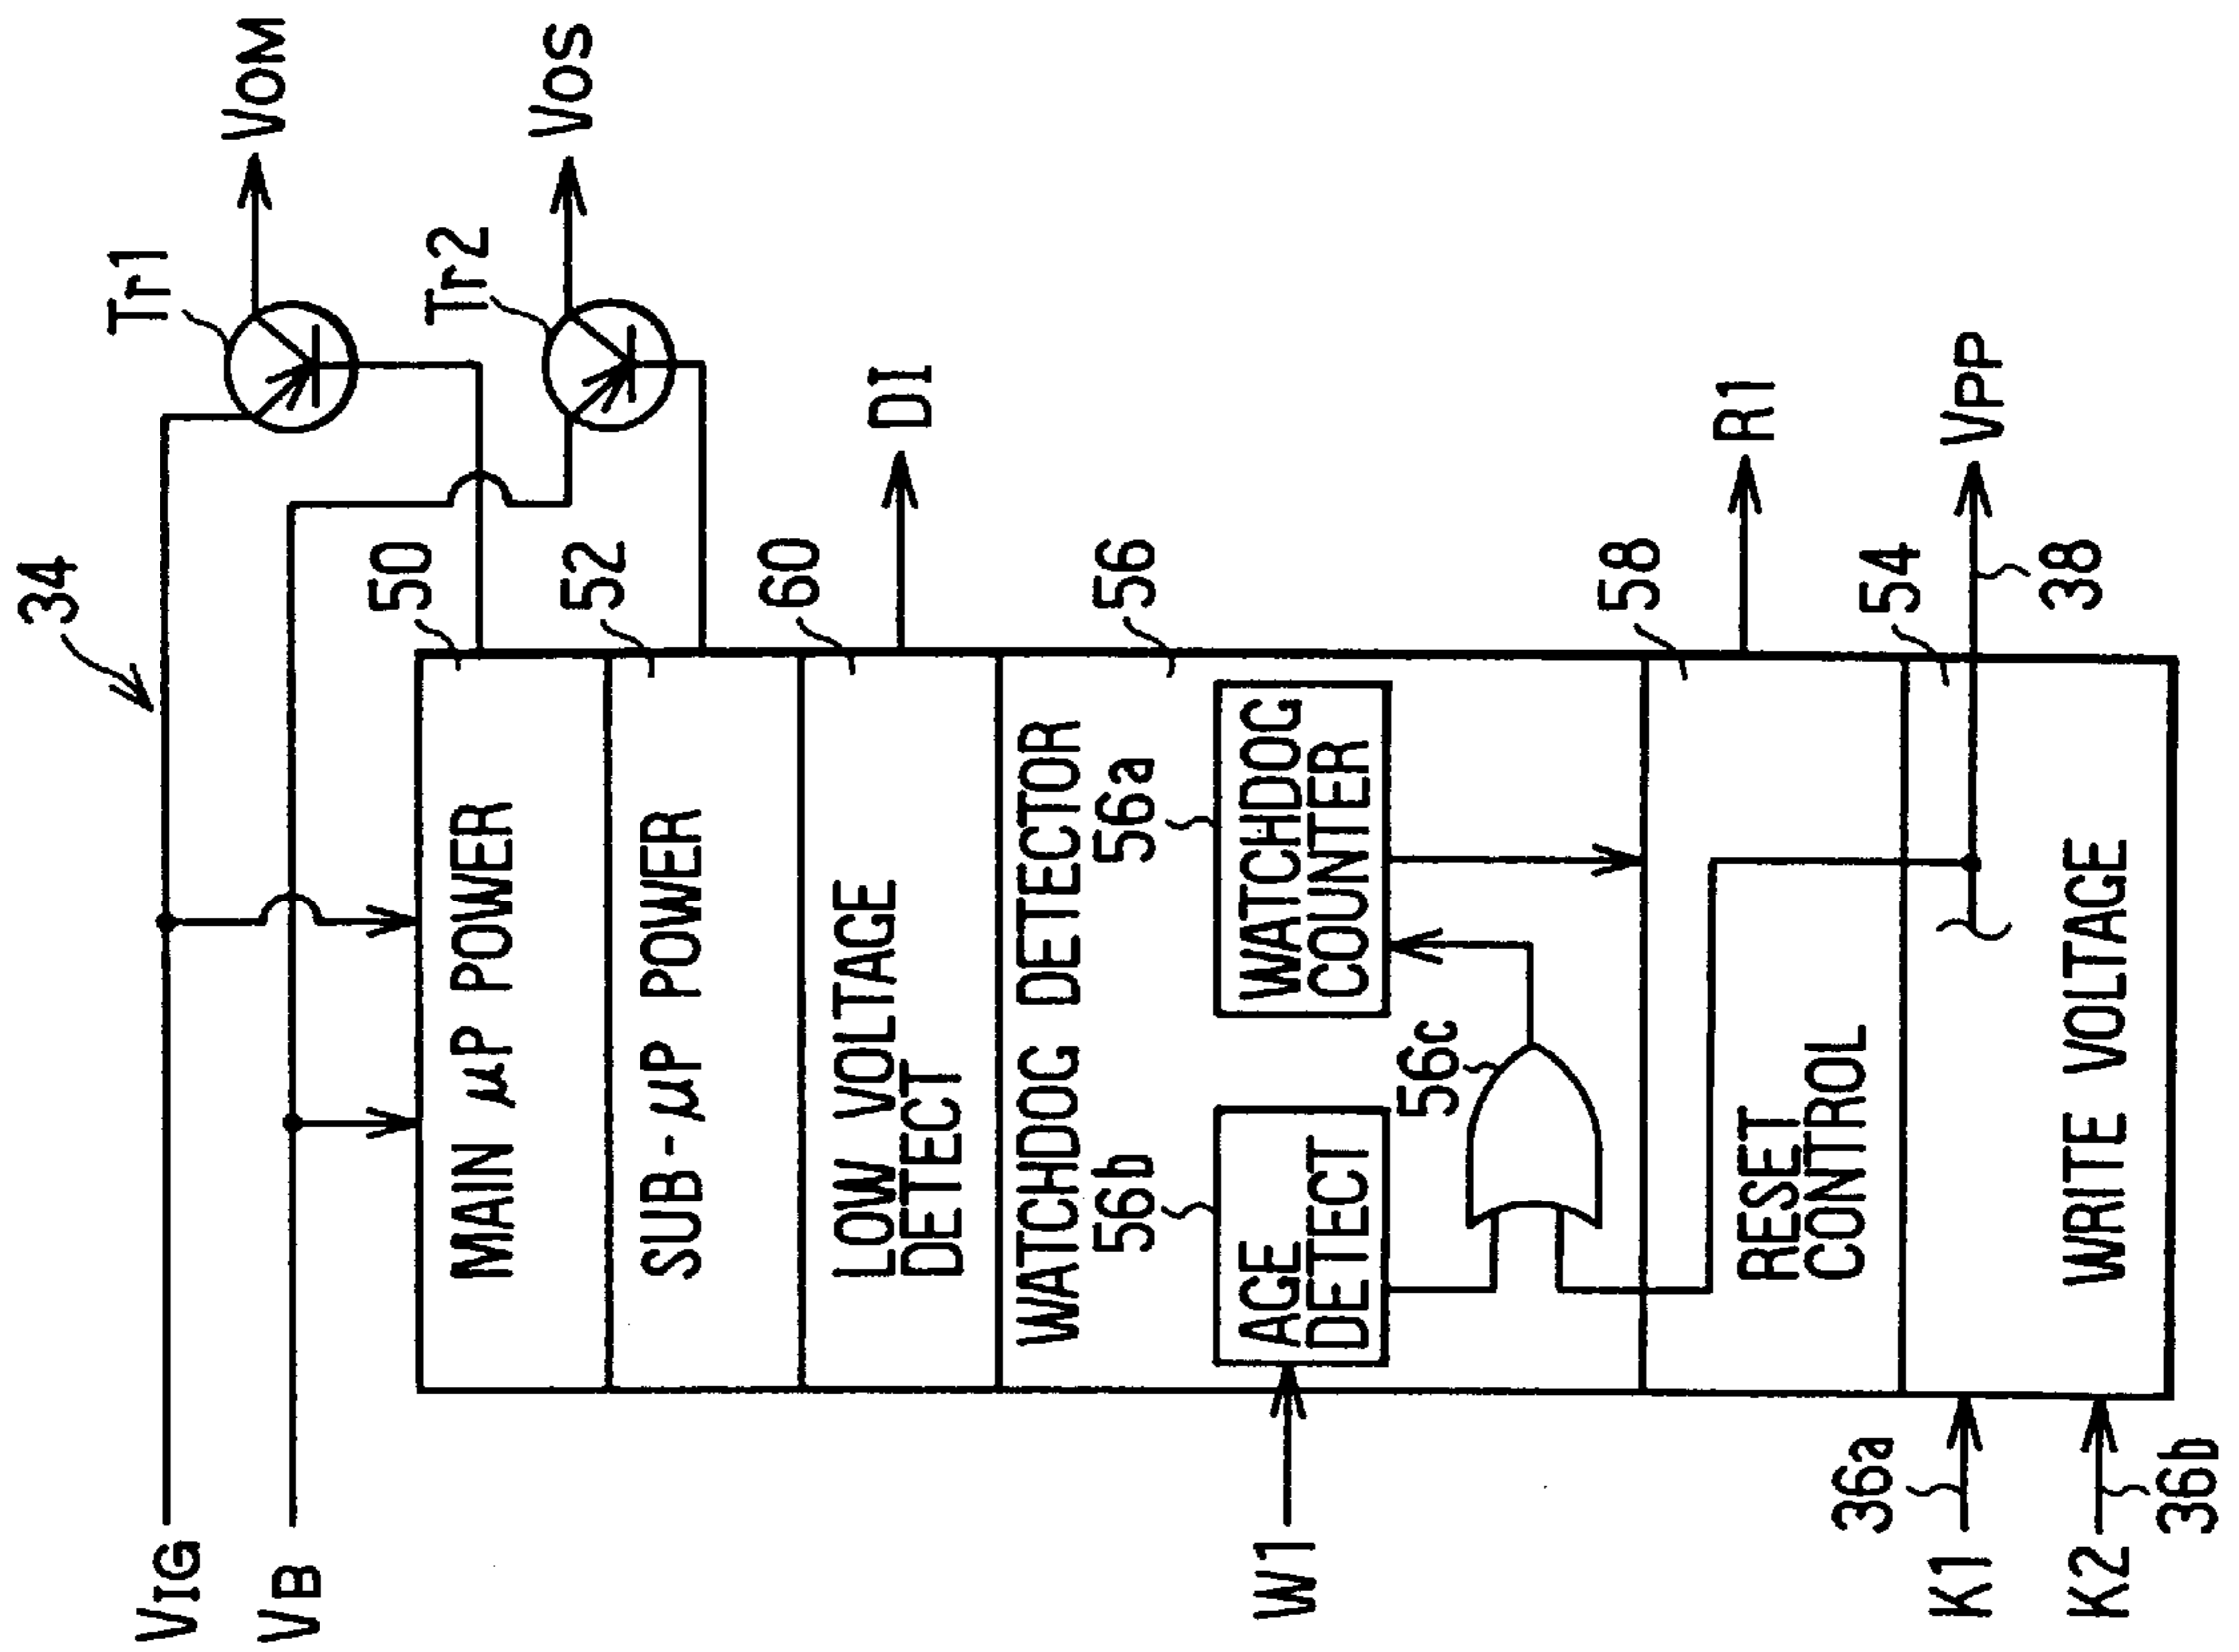 34
VIG
VB
Tr1
VOM
Tr2
VOS
50
MAIN μP POWER
52
SUB-μP POWER
60
LOW VOLTAGE
DETECT
DI
56
WATCHDOG DETECTOR
56b
56a
W1
AGE
DETECT
WATCHDOG
COUNTER
56c
58
RESET
CONTROL
R1
54
36a
K1
VPP
38
WRITE VOLTAGE
K2
36b